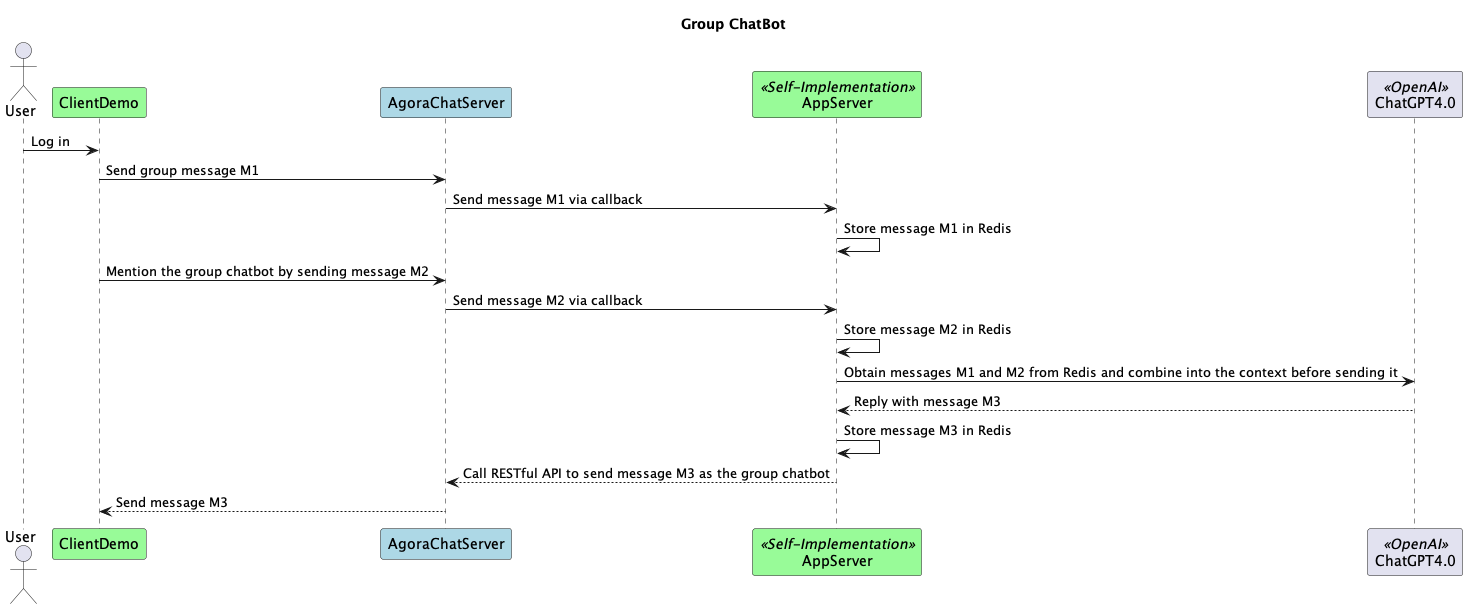 Group ChatBot
User
ClientDemo
AgoraChatServer
«Self-Implementation»
AppServer
«OpenAI»
ChatGPT4.0
Log in
Send group message M1
Send message M1 via callback
Store message M1 in Redis
Mention the group chatbot by sending message M2
Send message M2 via callback
Store message M2 in Redis
Obtain messages M1 and M2 from Redis and combine into the context before sending it
Reply with message M3
Store message M3 in Redis
Call RESTful API to send message M3 as the group chatbot
Send message M3
User
ClientDemo
AgoraChatServer
«Self-Implementation»
AppServer
«OpenAI»
ChatGPT4.0